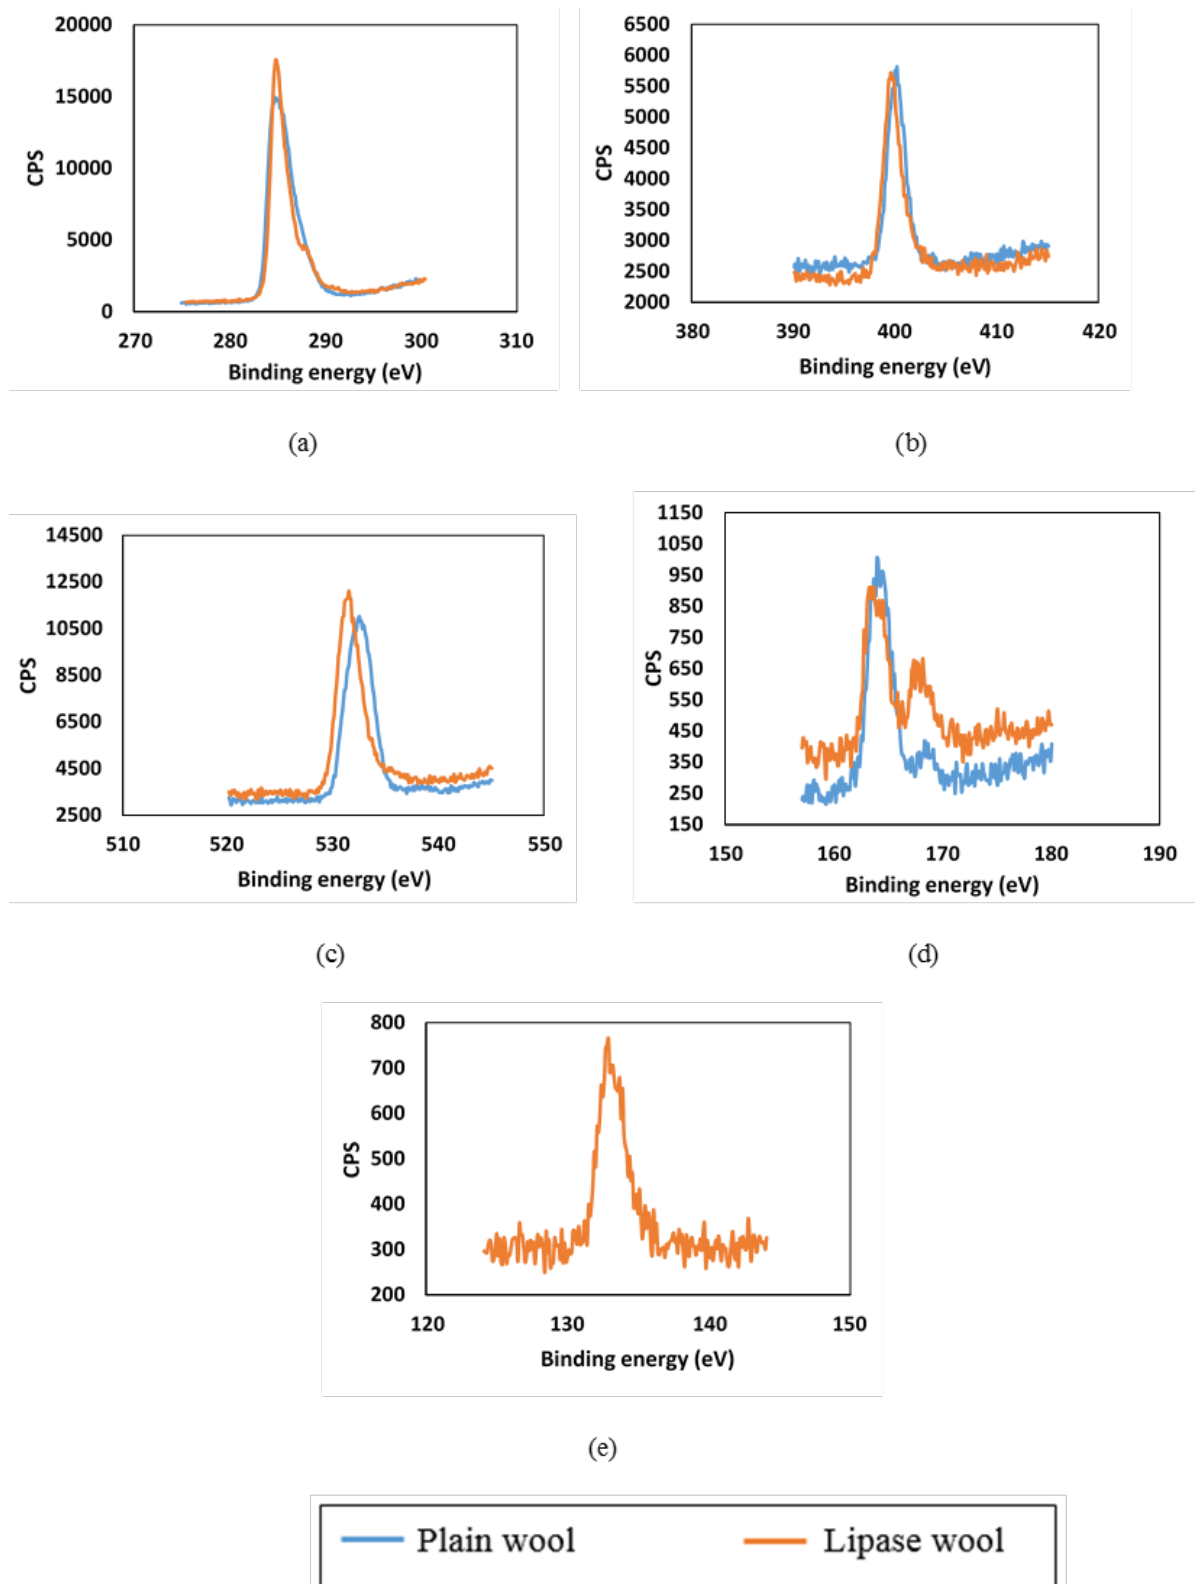 20000
15000
10000
5000
0
CPS
270 280 290 300 310
Binding energy (eV)
(a)
6500
6000
5500
5000
4500
4000
3500
3000
2500
2000
CPS
380 390 400 410 420
Binding energy (eV)
(b)
14500
12500
10500
8500
6500
4500
2500
CPS
510 520 530 540 550
Binding energy (eV)
(c)
1150
1050
950
850
750
650
550
450
350
250
150
CPS
150 160 170 180 190
Binding energy (eV)
(d)
800
700
600
500
400
300
200
CPS
120 130 140 150
Binding energy (eV)
(e)
Plain wool Lipase wool